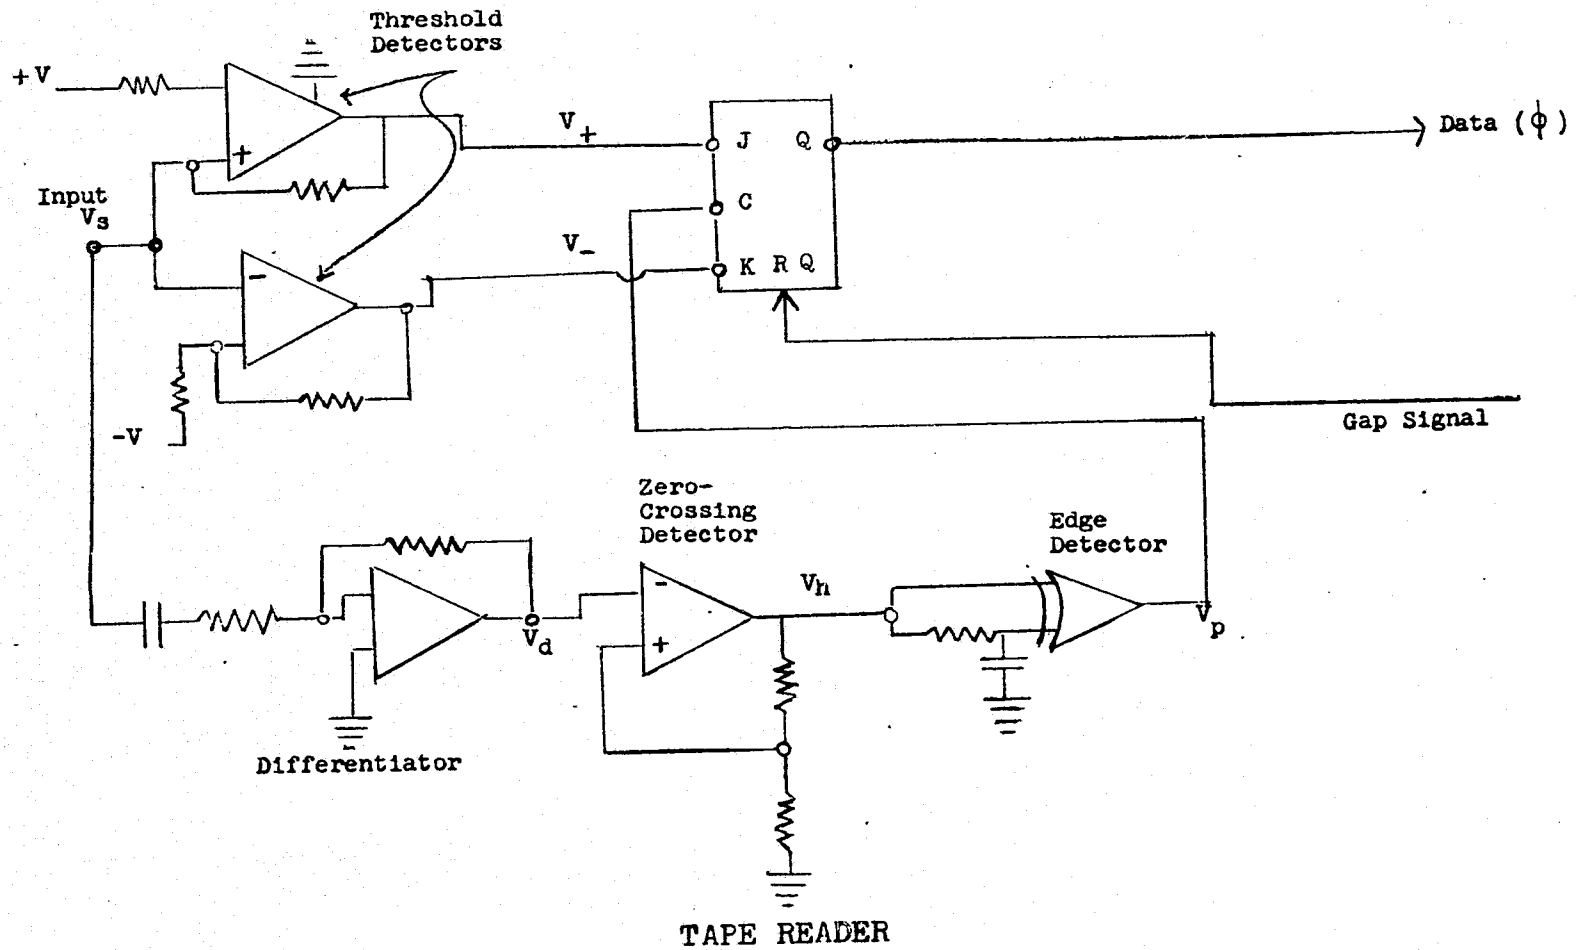 Threshold
Detectors
+V
+
Input
Vs
-
-V
V+
V-
J Q
C
K R Q
Data (ϕ)
Gap Signal
Zero-
Crossing
Detector
Edge
Detector
Vh
-
+
Vd
Vp
Differentiator
TAPE READER